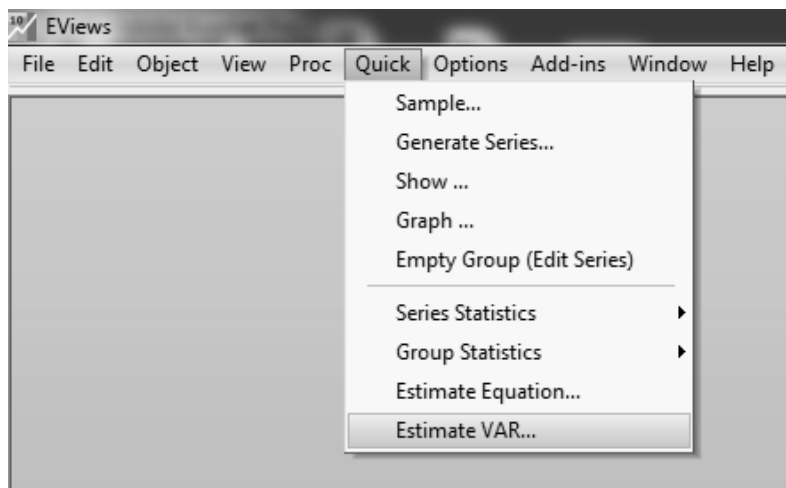 10 EViews
File Edit Object View Proc Quick Options Add-ins Window Help
Sample...
Generate Series...
Show ...
Graph ...
Empty Group (Edit Series)
Series Statistics
Group Statistics
Estimate Equation...
Estimate VAR...